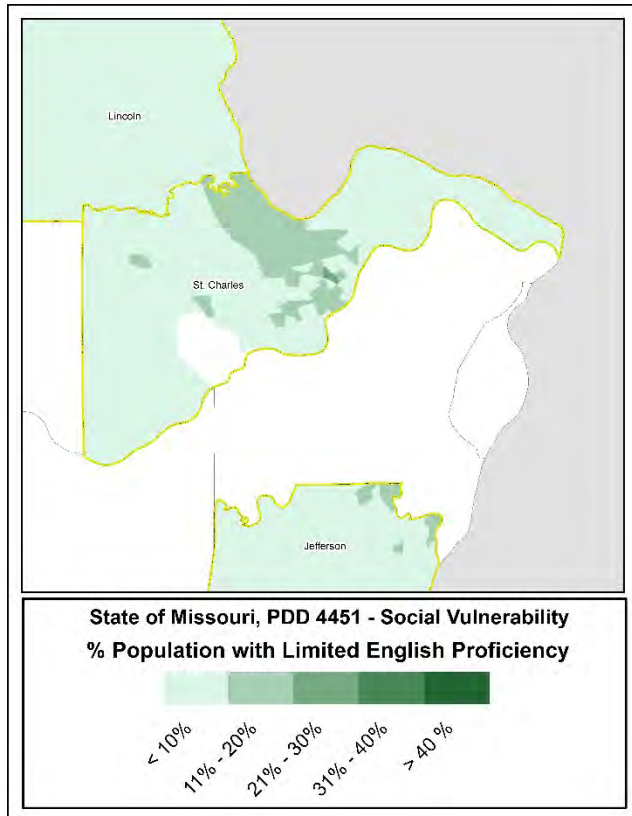 Lincoln
St. Charles
Jefferson
State of Missouri, PDD 4451 - Social Vulnerability
% Population with Limited English Proficiency
< 10%
11% - 20%
21% - 30%
31% - 40%
> 40 %